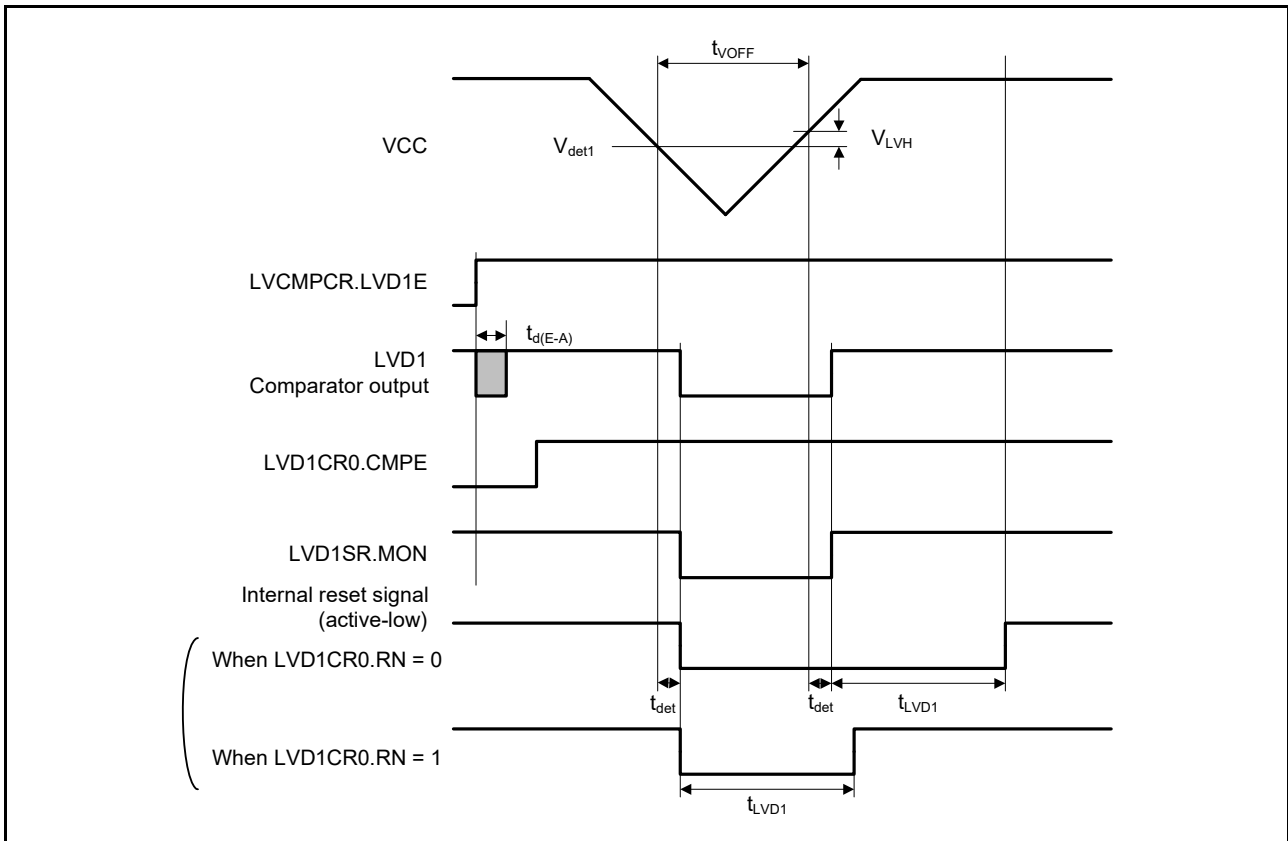 tVOFF
VCC
Vdet1
VLVH
LVCMPCR.LVD1E
td(E-A)
LVD1
Comparator output
LVD1CR0.CMPE
LVD1SR.MON
Internal reset signal
(active-low)
When LVD1CR0.RN = 0
tdet
tdet
tLVD1
When LVD1CR0.RN = 1
tLVD1